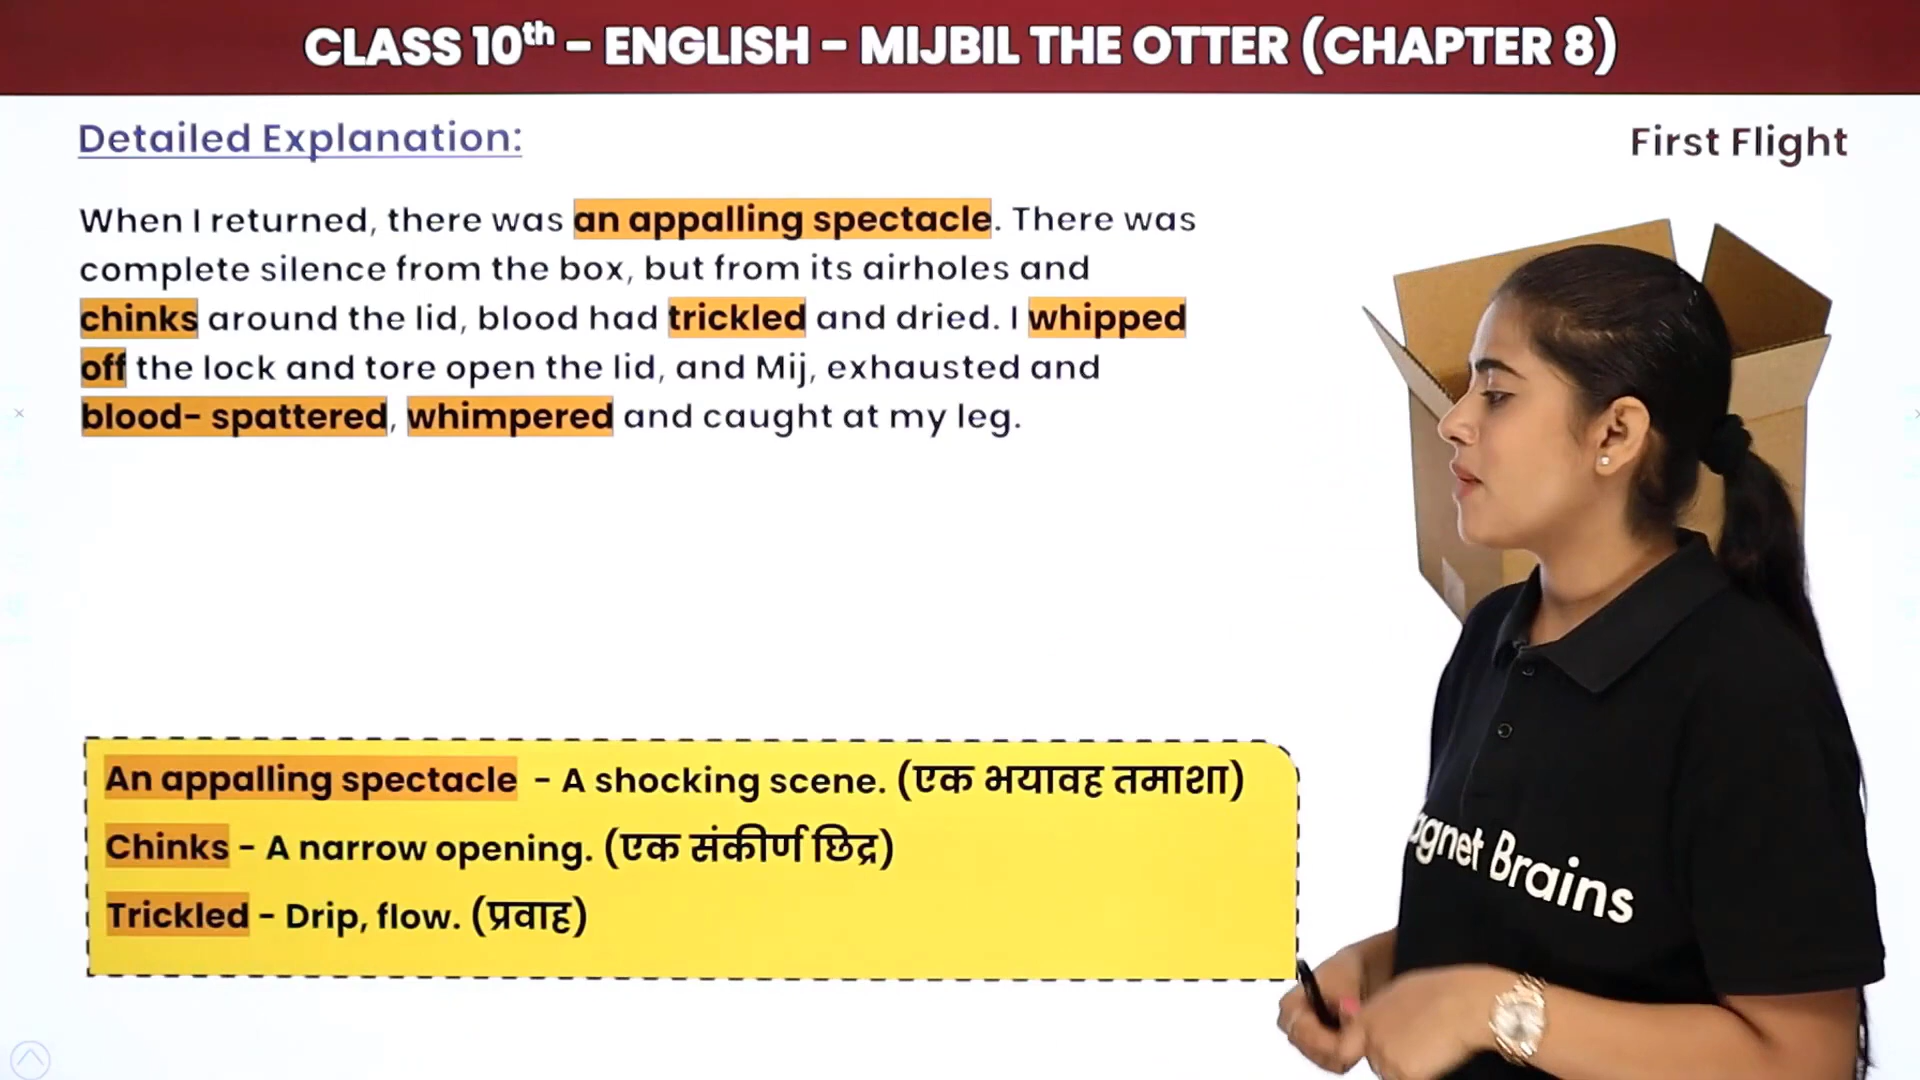 CLASS 10th - ENGLISH - MIJBIL THE OTTER (CHAPTER 8)
Detailed Explanation:
First Flight
When I returned, there was an appalling spectacle. There was
complete silence from the box, but from its airholes and
chinks around the lid, blood had trickled and dried. I whipped
off the lock and tore open the lid, and Mij, exhausted and
blood- spattered, whimpered and caught at my leg.
An appalling spectacle - A shocking scene. (एक भयावह तमाशा)
Chinks - A narrow opening. (एक संकीर्ण छिद्र)
Trickled - Drip, flow. (प्रवाह)
agnet Brains